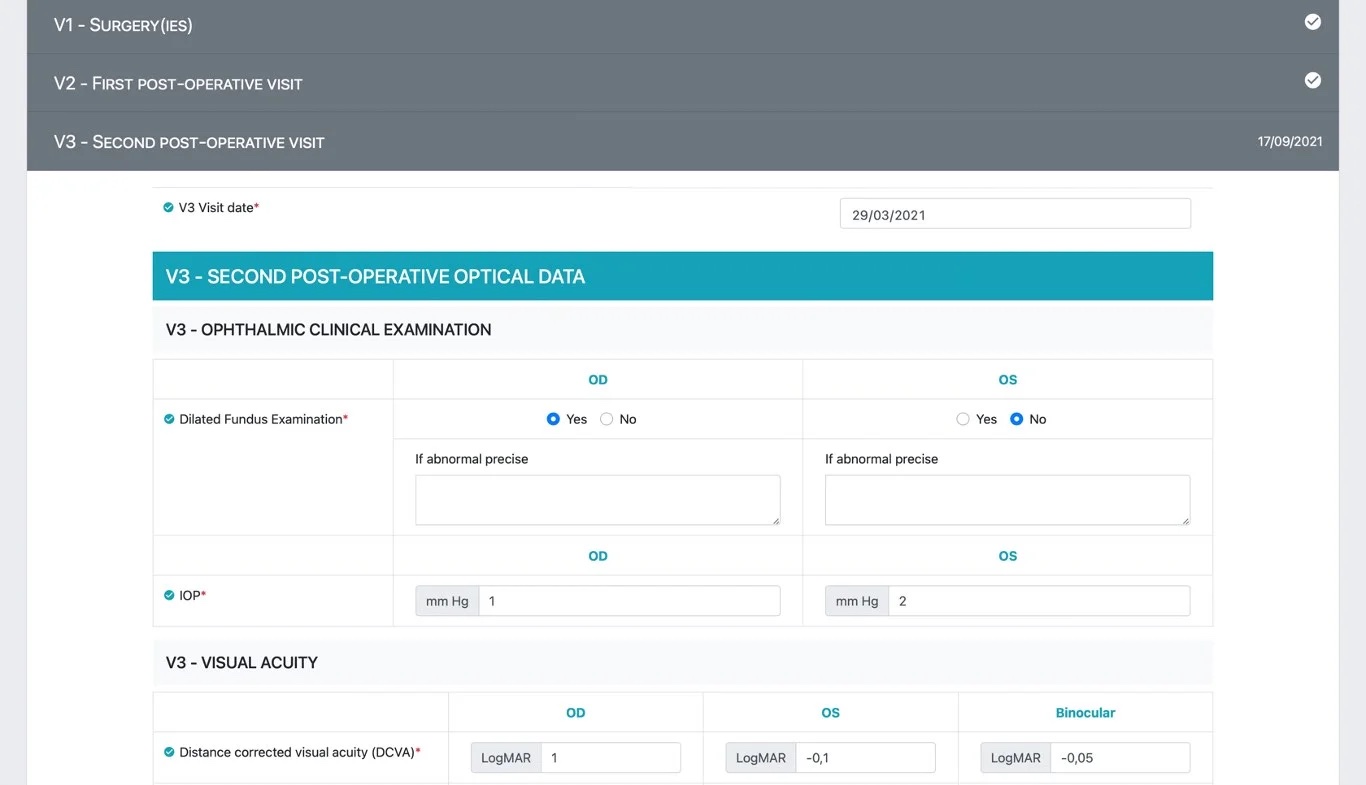 V1 - SURGERY(IES)
V2 - FIRST POST-OPERATIVE VISIT
V3 - SECOND POST-OPERATIVE VISIT 17/09/2021
V3 Visit date* 29/03/2021
V3 - SECOND POST-OPERATIVE OPTICAL DATA
V3 - OPHTHALMIC CLINICAL EXAMINATION
OD OS
Dilated Fundus Examination* Yes No Yes No
If abnormal precise If abnormal precise
OD OS
IOP* mm Hg 1 mm Hg 2
V3 - VISUAL ACUITY
OD OS Binocular
Distance corrected visual acuity (DCVA)* LogMAR 1 LogMAR -0,1 LogMAR -0,05